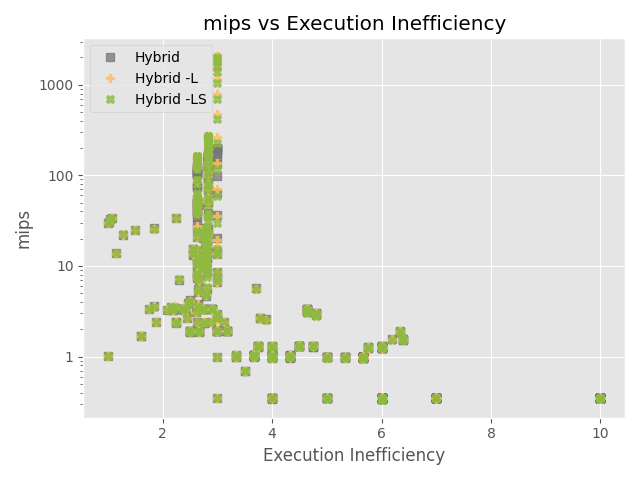 mips vs Execution Inefficiency
Hybrid
Hybrid -L
Hybrid -LS
1000
100
10
1
mips
2
4
6
8
10
Execution Inefficiency